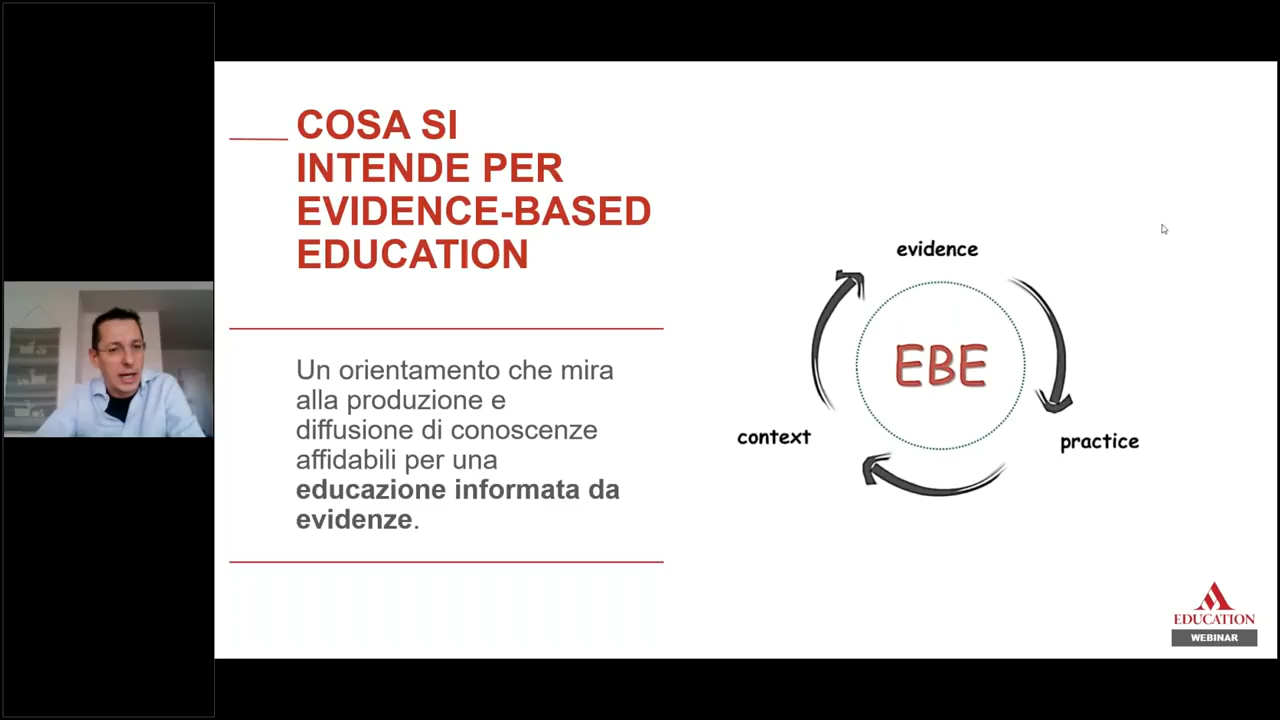 COSA SI
INTENDE PER
EVIDENCE-BASED
EDUCATION
Un orientamento che mira
alla produzione e
diffusione di conoscenze
affidabili per una
educazione informata da
evidenze.
evidence
EBE
context
practice
EDUCATION
WEBINAR